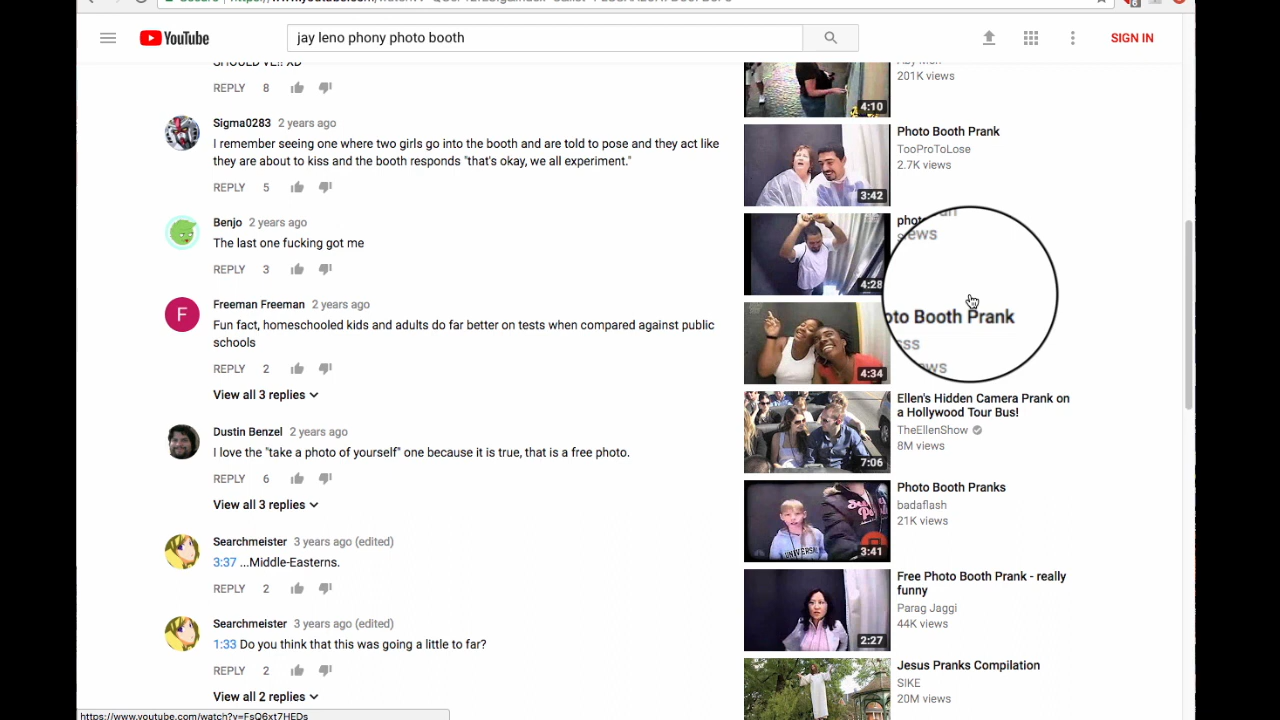 YouTube
jay leno phony photo booth
SIGN IN
SHOULD VE!! XD
REPLY 8
Sigma0283 2 years ago
I remember seeing one where two girls go into the booth and are told to pose and they act like
they are about to kiss and the booth responds "that's okay, we all experiment."
REPLY 5
Benjo 2 years ago
The last one fucking got me
REPLY 3
F
Freeman Freeman 2 years ago
Fun fact, homeschooled kids and adults do far better on tests when compared against public
schools
REPLY 2
View all 3 replies
Dustin Benzel 2 years ago
I love the "take a photo of yourself" one because it is true, that is a free photo.
REPLY 6
View all 3 replies
Searchmeister 3 years ago (edited)
3:37 ...Middle-Easterns.
REPLY 2
Searchmeister 3 years ago (edited)
1:33 Do you think that this was going a little to far?
REPLY 2
View all 2 replies
https://www.youtube.com/watch?v=FsQ6xt7HEDs
201K views
4:10
Photo Booth Prank
TooProToLose
2.7K views
3:42
phot
ews
4:28
oto Booth Prank
sss
ews
4:34
Ellen's Hidden Camera Prank on
a Hollywood Tour Bus!
TheEllenShow
8M views
7:06
Photo Booth Pranks
badaflash
21K views
UNIVERSAL
3:41
Free Photo Booth Prank - really
funny
Parag Jaggi
44K views
2:27
Jesus Pranks Compilation
SIKE
20M views